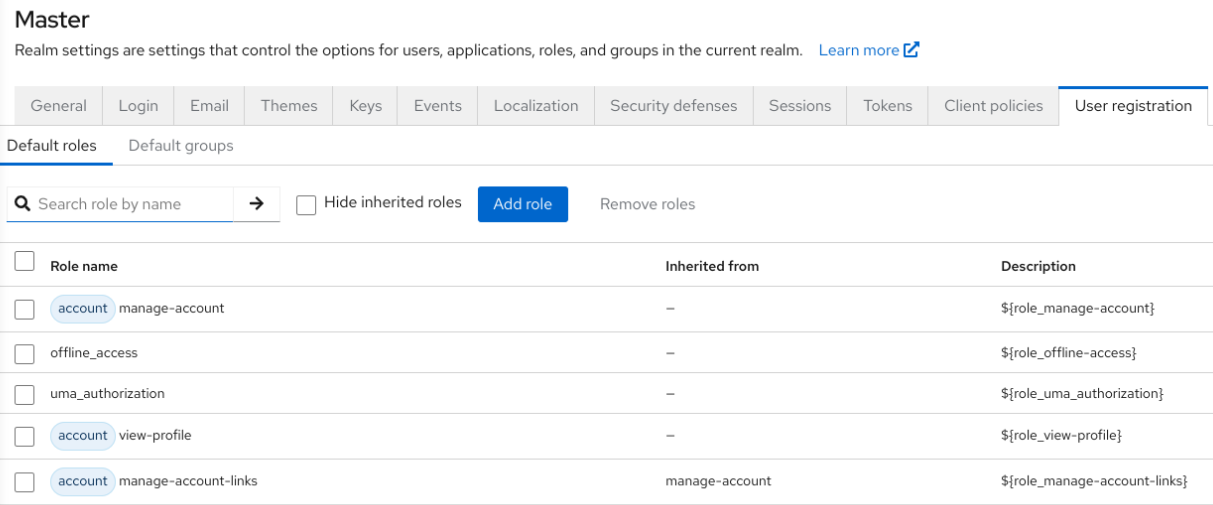 Master
Realm settings are settings that control the options for users, applications, roles, and groups in the current realm. Learn more
General Login Email Themes Keys Events Localization Security defenses Sessions Tokens Client policies User registration
Default roles Default groups
Search role by name Hide inherited roles Add role Remove roles
Role name Inherited from Description
account manage-account – ${role_manage-account}
offline_access – ${role_offline-access}
uma_authorization – ${role_uma_authorization}
account view-profile – ${role_view-profile}
account manage-account-links manage-account ${role_manage-account-links}